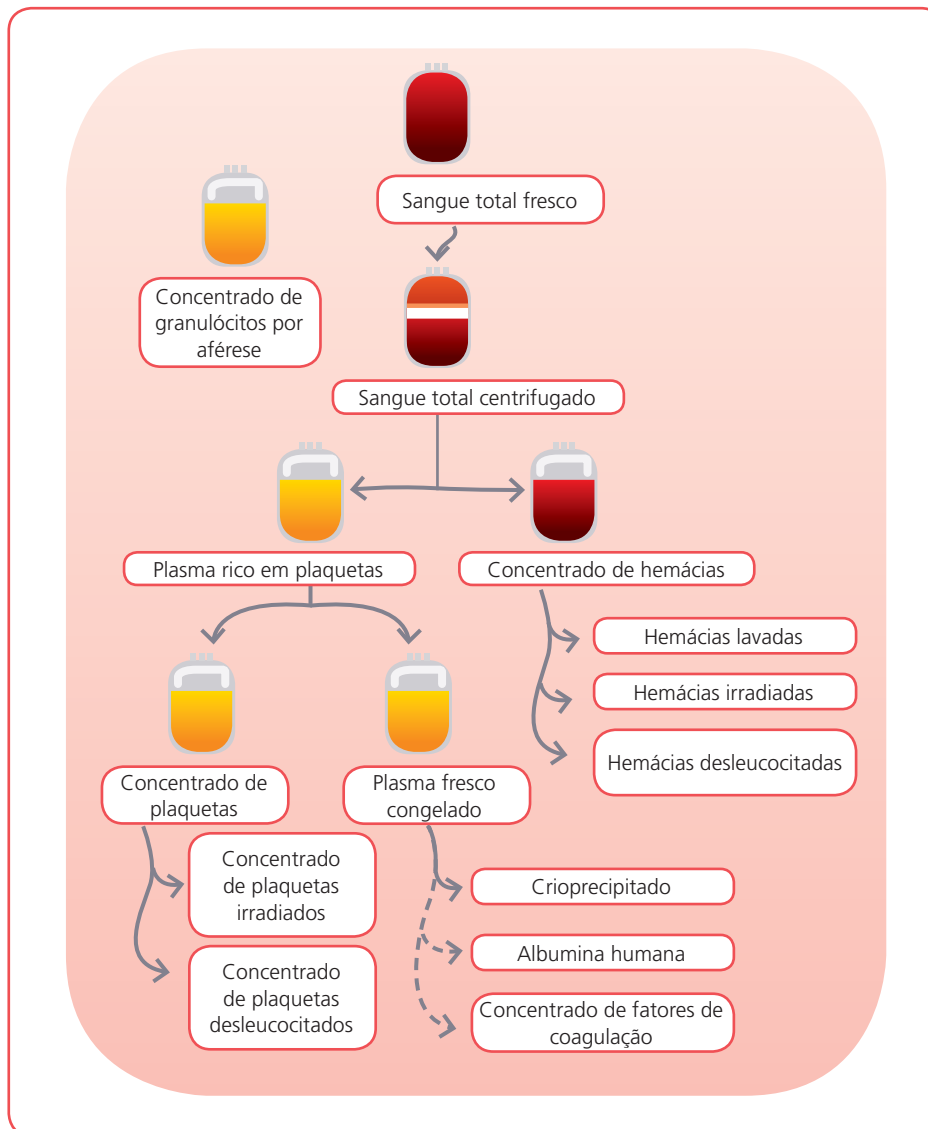 Sangue total fresco
Concentrado de
granulócitos por
aférese
Sangue total centrifugado
Plasma rico em plaquetas
Concentrado de hemácias
Hemácias lavadas
Hemácias irradiadas
Hemácias desleucocitadas
Concentrado de
plaquetas
Plasma fresco
congelado
Concentrado
de plaquetas
irradiados
Concentrado
de plaquetas
desleucocitados
Crioprecipitado
Albumina humana
Concentrado de fatores de
coagulação